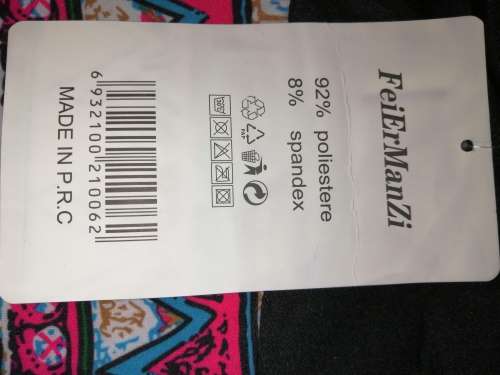 FeiErManZi
92% poliestere
8% spandex
6 932100 210062
MADE IN P.R.C